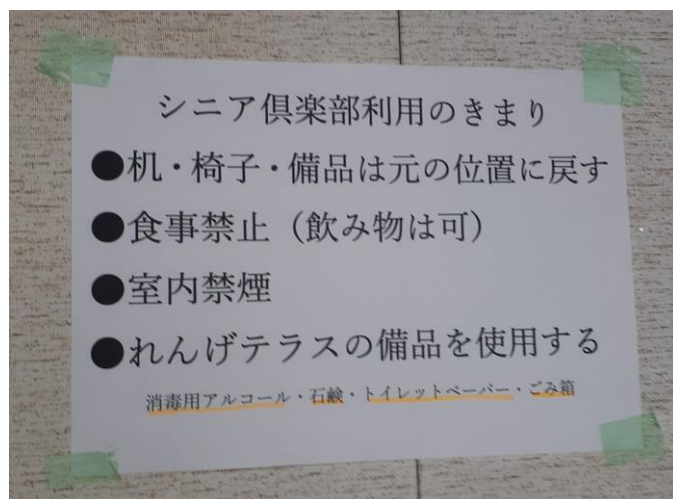 シニア倶楽部利用のきまり
●机・椅子・備品は元の位置に戻す
●食事禁止（飲み物は可）
●室内禁煙
●れんげテラスの備品を使用する
消毒用アルコール・石鹸・トイレットペーパー・ごみ箱